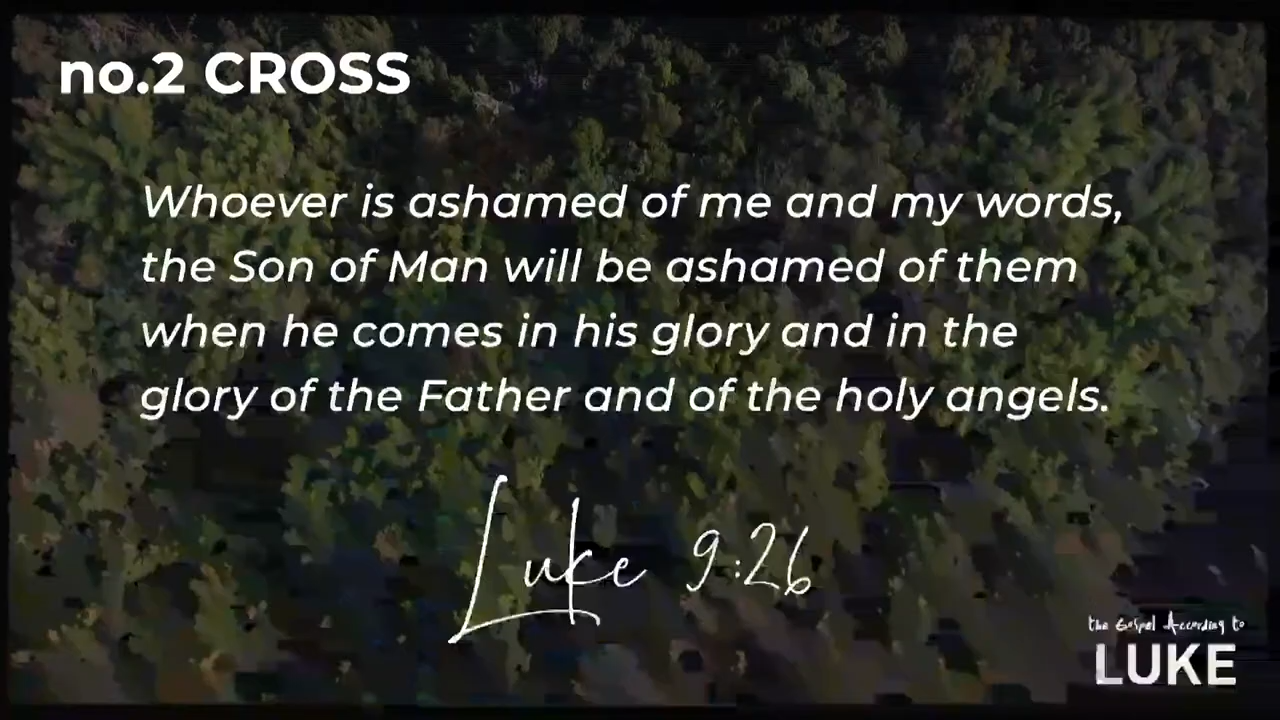 no.2 CROSS
Whoever is ashamed of me and my words,
the Son of Man will be ashamed of them
when he comes in his glory and in the
glory of the Father and of the holy angels.
Luke 9:26
the Gospel According to
LUKE